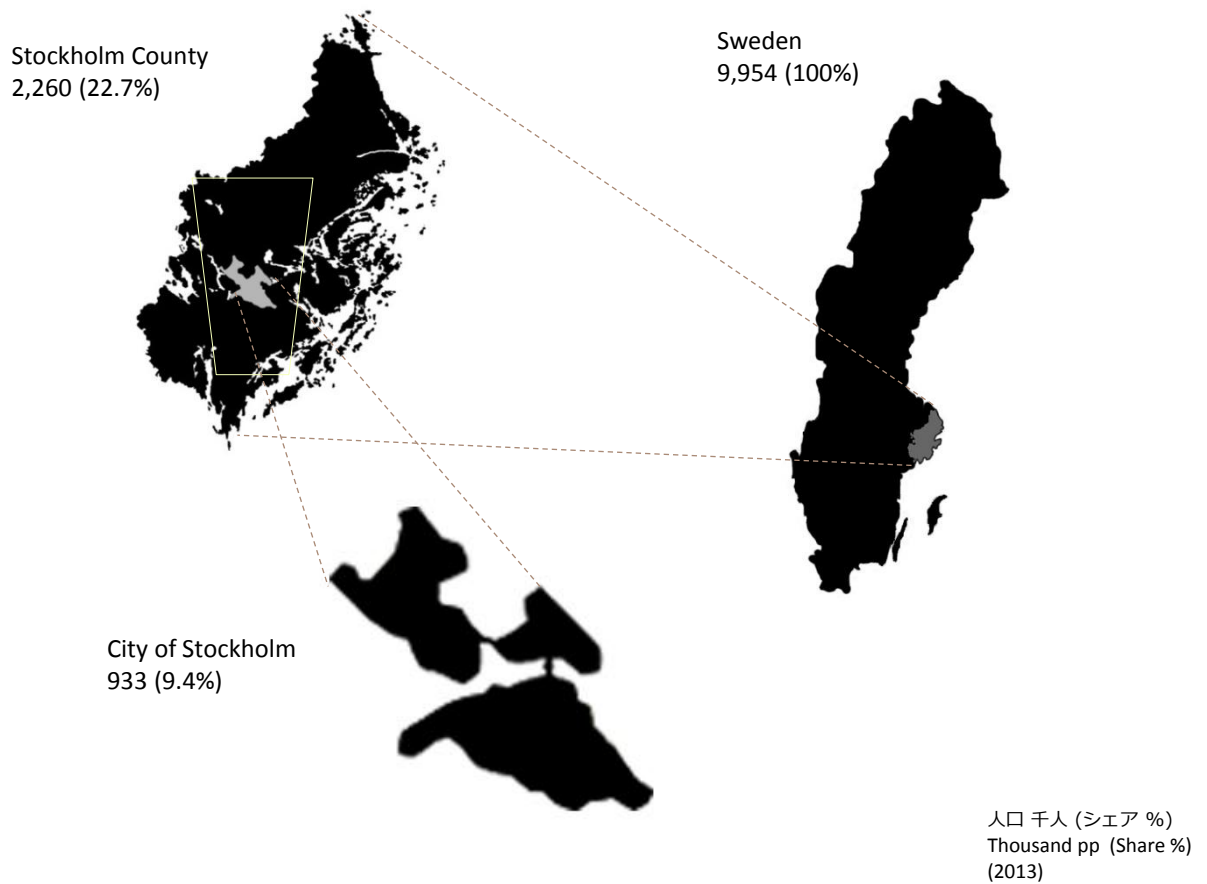 Stockholm County
2,260 (22.7%)
Sweden
9,954 (100%)
City of Stockholm
933 (9.4%)
人口 千人 (シェア %)
Thousand pp (Share %)
(2013)